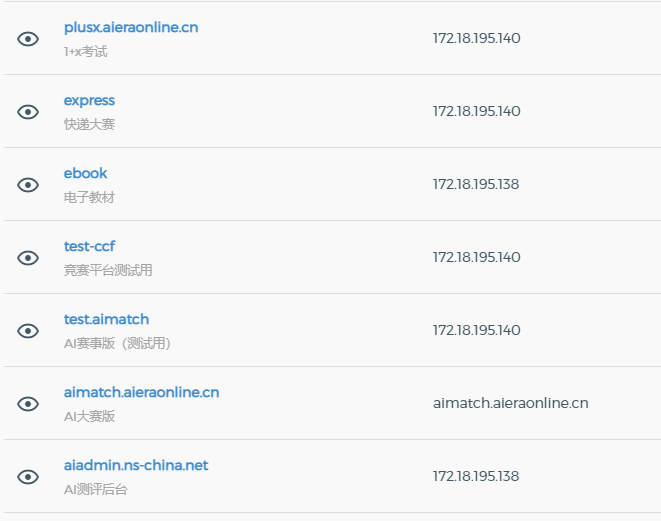 plusx.aieraonline.cn
172.18.195.140
1+x考试
express
172.18.195.140
快递大赛
ebook
172.18.195.138
电子教材
test-ccf
172.18.195.140
竞赛平台测试用
test.aimatch
172.18.195.140
AI赛事版（测试用）
aimatch.aieraonline.cn
aimatch.aieraonline.cn
AI大赛版
aiadmin.ns-china.net
172.18.195.138
AI测评后台